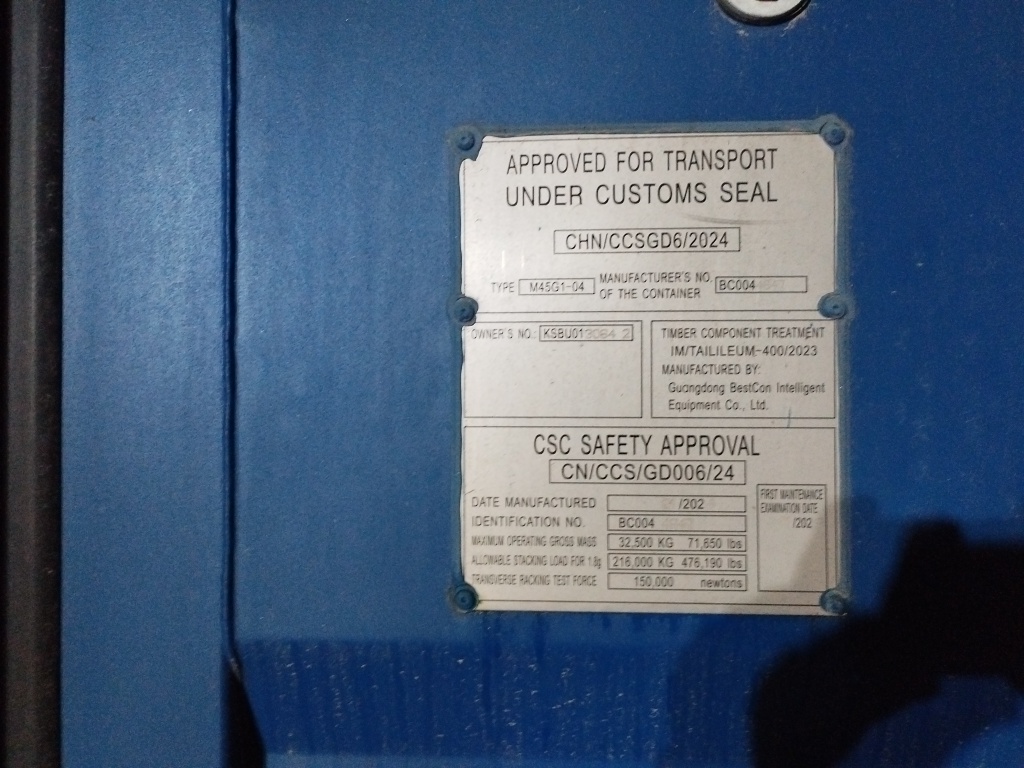 APPROVED FOR TRANSPORT
UNDER CUSTOMS SEAL
CHN/CCSGD6/2024
TYPE M45G1-04 MANUFACTURER'S NO. OF THE CONTAINER BC004
OWNER'S NO.: KSBU01
TIMBER COMPONENT TREATMENT
IM/TAILILEUM-400/2023
MANUFACTURED BY:
Guangdong BestCon Intelligent
Equipment Co., Ltd.
CSC SAFETY APPROVAL
CN/CCS/GD006/24
DATE MANUFACTURED /202
IDENTIFICATION NO. BC004
MAXIMUM OPERATING GROSS MASS 32,500 KG 71,650 lbs
ALLOWABLE STACKING LOAD FOR 1.8g 216,000 KG 476,190 lbs
TRANSVERSE RACKING TEST FORCE 150,000 newtons
FIRST MAINTENANCE
EXAMINATION DATE
/202